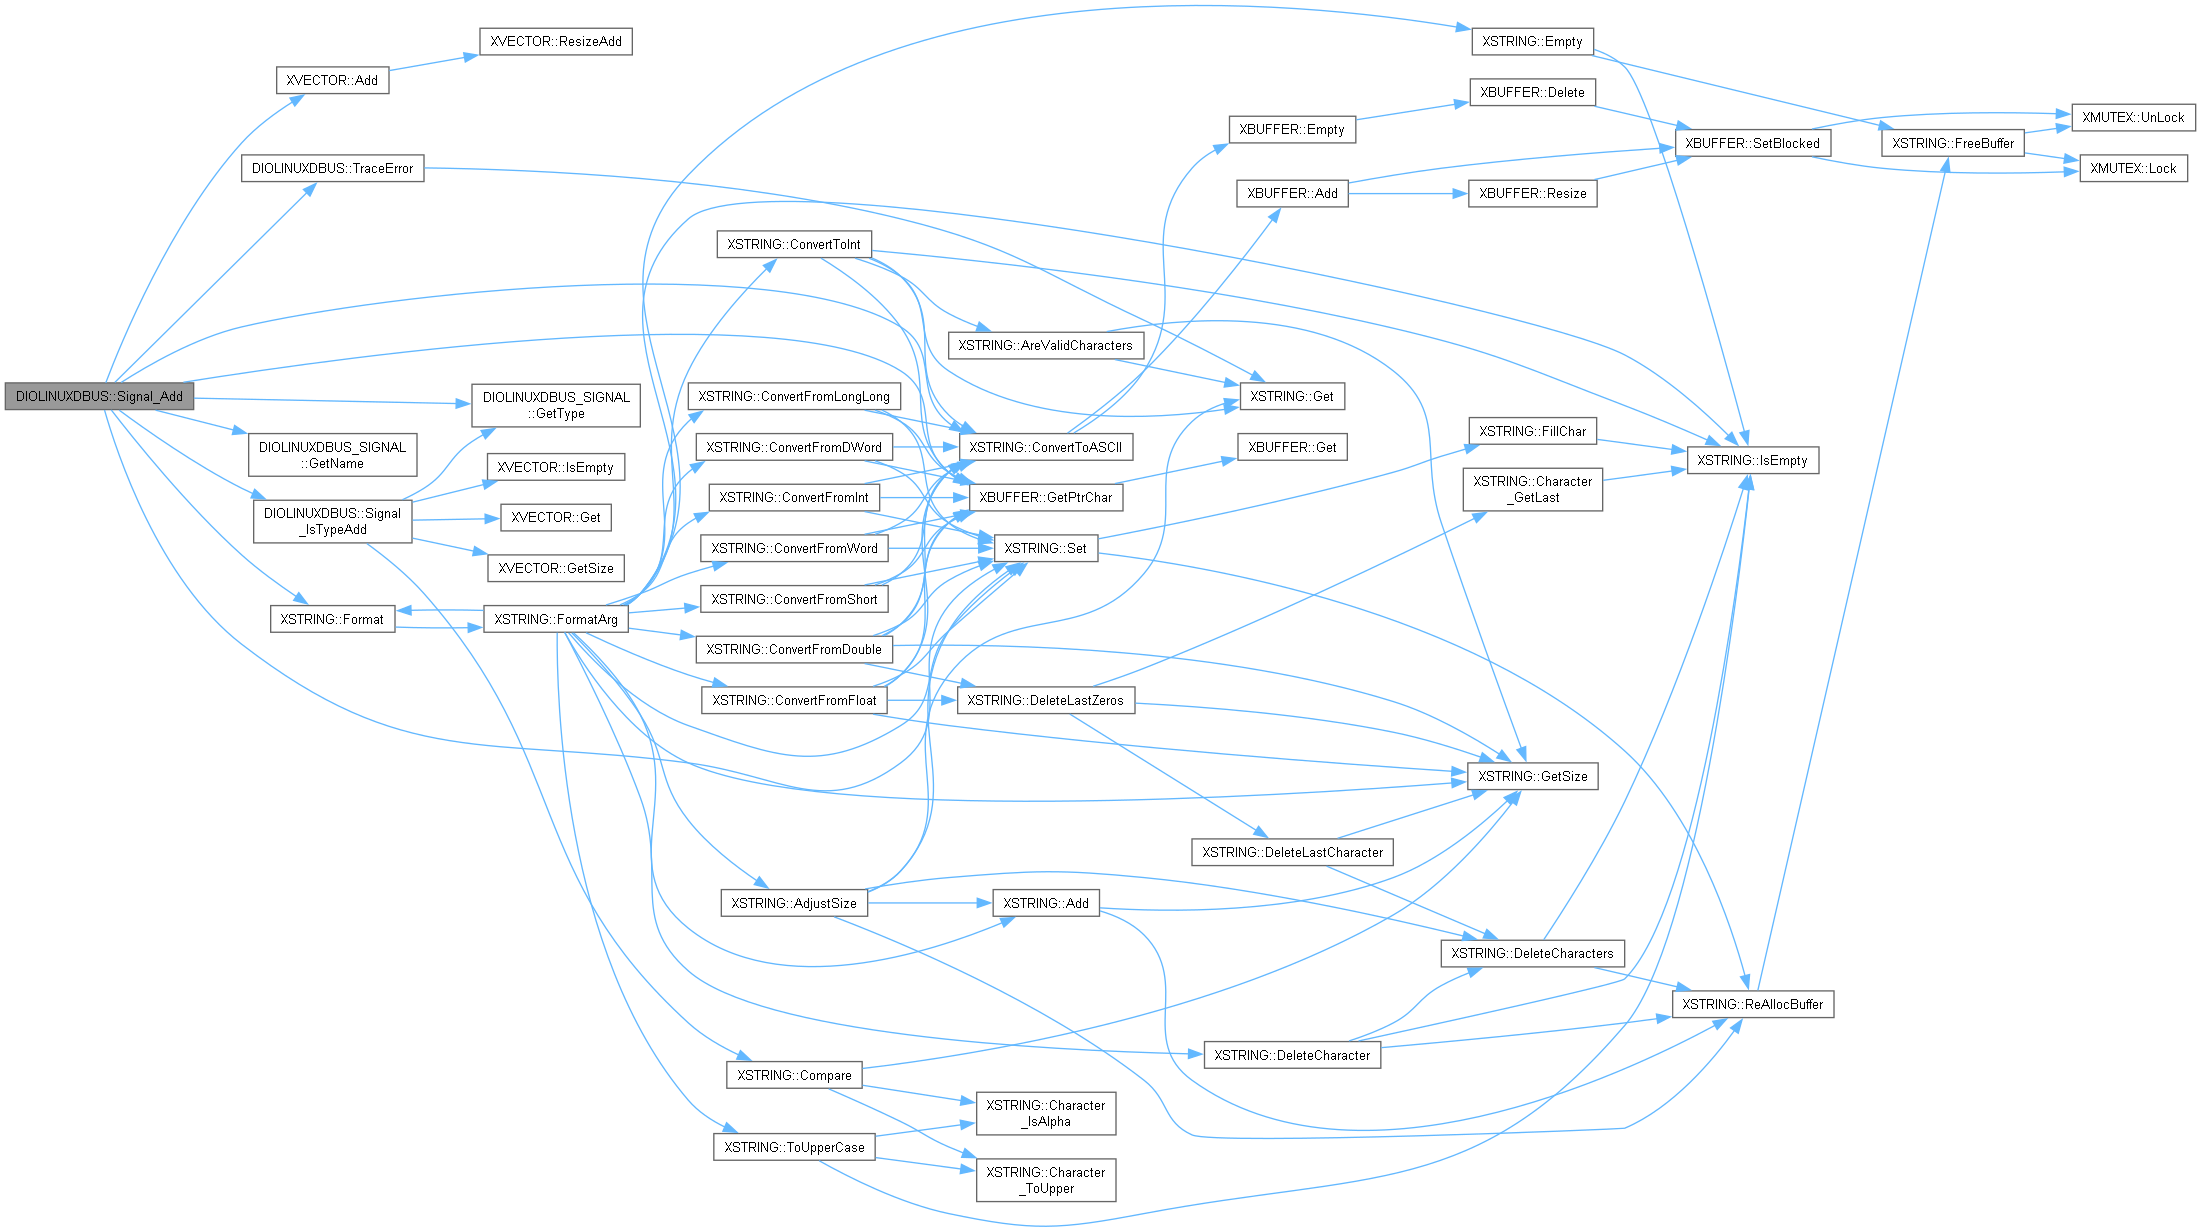 DIOLINUXDBUS::Signal_Add
XVECTOR::Add
XVECTOR::ResizeAdd
DIOLINUXDBUS::TraceError
DIOLINUXDBUS_SIGNAL
::GetType
DIOLINUXDBUS_SIGNAL
::GetName
DIOLINUXDBUS::Signal
_IsTypeAdd
XVECTOR::IsEmpty
XVECTOR::Get
XVECTOR::GetSize
XSTRING::Format
XSTRING::FormatArg
XSTRING::ConvertToInt
XSTRING::ConvertFromLongLong
XSTRING::ConvertFromDWord
XSTRING::ConvertFromInt
XSTRING::ConvertFromWord
XSTRING::ConvertFromShort
XSTRING::ConvertFromDouble
XSTRING::ConvertFromFloat
XSTRING::AdjustSize
XSTRING::Compare
XSTRING::ToUpperCase
XSTRING::AreValidCharacters
XSTRING::ConvertToASCII
XBUFFER::GetPtrChar
XSTRING::Set
XSTRING::DeleteLastZeros
XSTRING::Add
XSTRING::Character
_IsAlpha
XSTRING::Character
_ToUpper
XBUFFER::Empty
XBUFFER::Add
XSTRING::Get
XBUFFER::Get
XSTRING::DeleteLastCharacter
XSTRING::DeleteCharacter
XSTRING::Empty
XBUFFER::Delete
XBUFFER::Resize
XSTRING::FillChar
XSTRING::Character
_GetLast
XSTRING::GetSize
XSTRING::DeleteCharacters
XBUFFER::SetBlocked
XSTRING::IsEmpty
XSTRING::ReAllocBuffer
XSTRING::FreeBuffer
XMUTEX::UnLock
XMUTEX::Lock